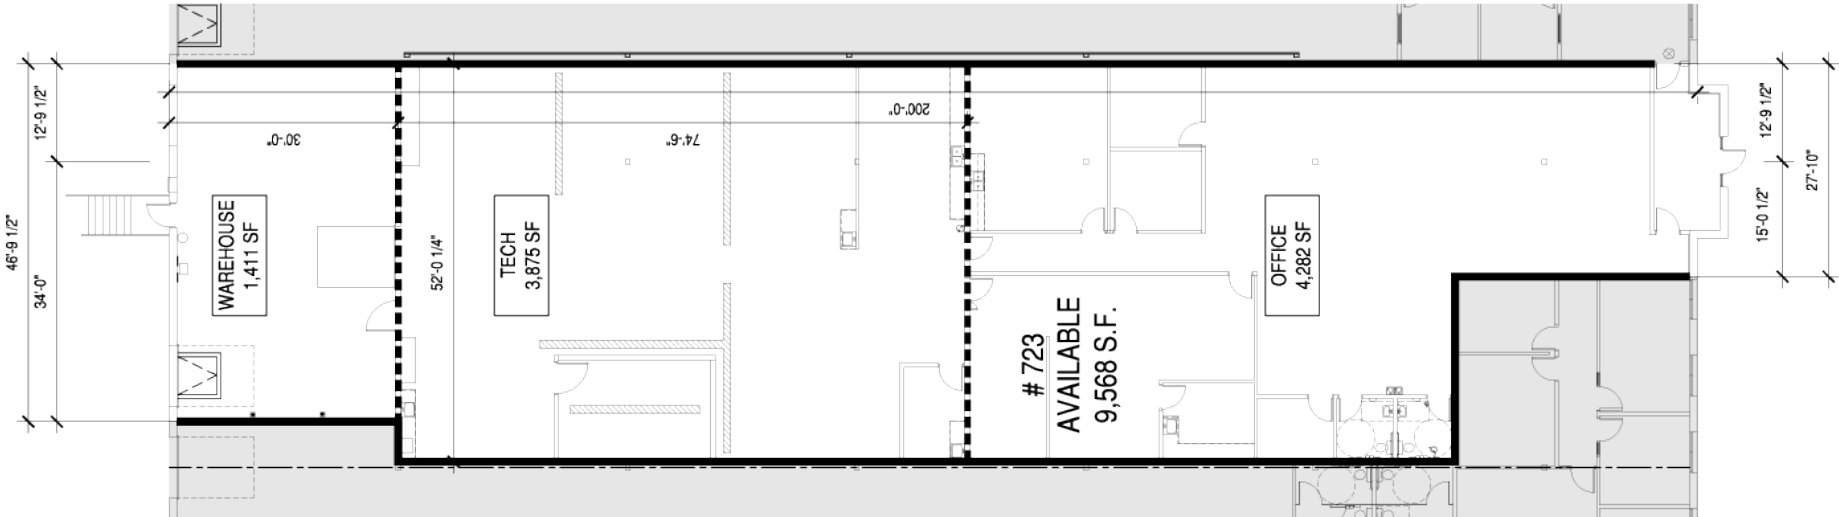 46'-9 1/2"
12'-9 1/2"
34'-0"
30'-0"
WAREHOUSE
1,411 SF
52'-0 1/4"
TECH
3,875 SF
74'-6"
200'-0"
# 723
AVAILABLE
9,568 S.F.
OFFICE
4,282 SF
12'-9 1/2"
15'-0 1/2"
27'-10"